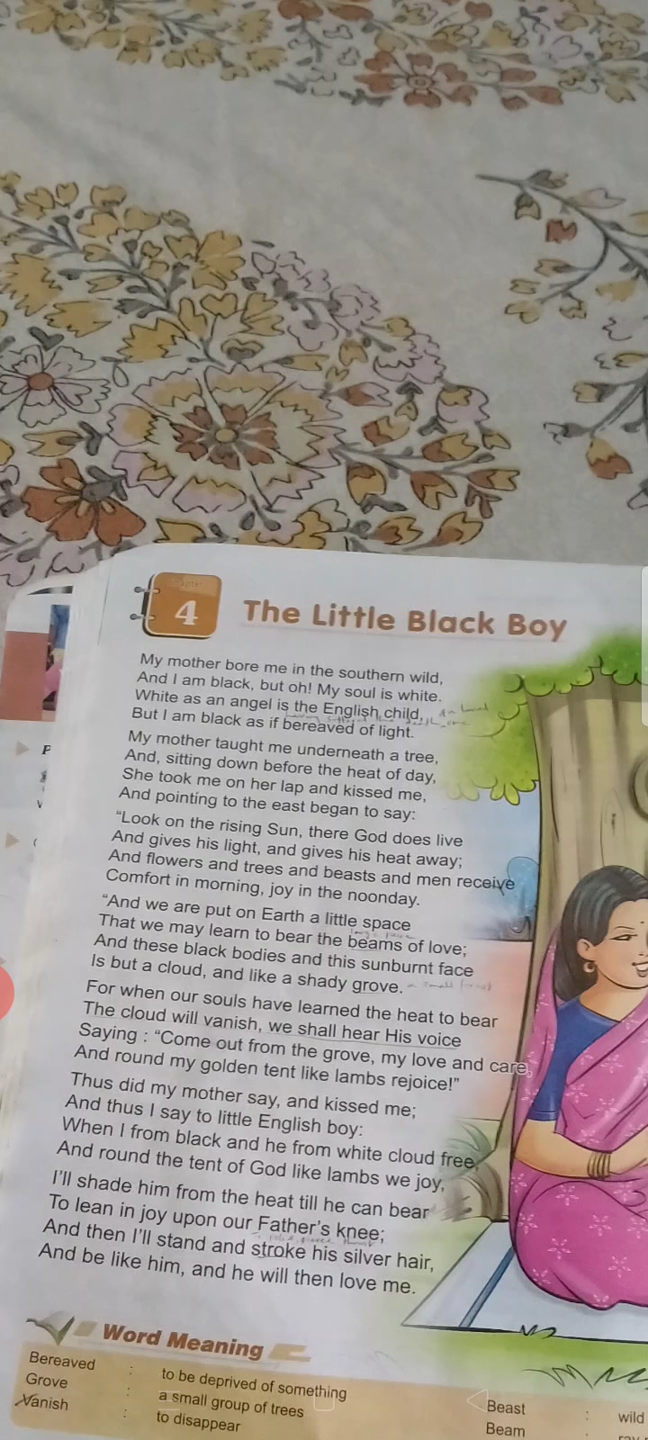 4
The Little Black Boy
My mother bore me in the southern wild,
And I am black, but oh! My soul is white.
White as an angel is the English child,
But I am black as if bereaved of light.
My mother taught me underneath a tree,
And, sitting down before the heat of day,
She took me on her lap and kissed me,
And pointing to the east began to say:
“Look on the rising Sun, there God does live
And gives his light, and gives his heat away;
And flowers and trees and beasts and men receive
Comfort in morning, joy in the noonday.
“And we are put on Earth a little space
That we may learn to bear the beams of love;
And these black bodies and this sunburnt face
Is but a cloud, and like a shady grove.
a small forest
For when our souls have learned the heat to bear
The cloud will vanish, we shall hear His voice
Saying : “Come out from the grove, my love and care,
And round my golden tent like lambs rejoice!”
Thus did my mother say, and kissed me;
And thus I say to little English boy:
When I from black and he from white cloud free,
And round the tent of God like lambs we joy,
I’ll shade him from the heat till he can bear
To lean in joy upon our Father’s knee;
And then I’ll stand and stroke his silver hair,
And be like him, and he will then love me.
Word Meaning
Bereaved : to be deprived of something
Grove : a small group of trees
Vanish : to disappear
Beast : wild
Beam :